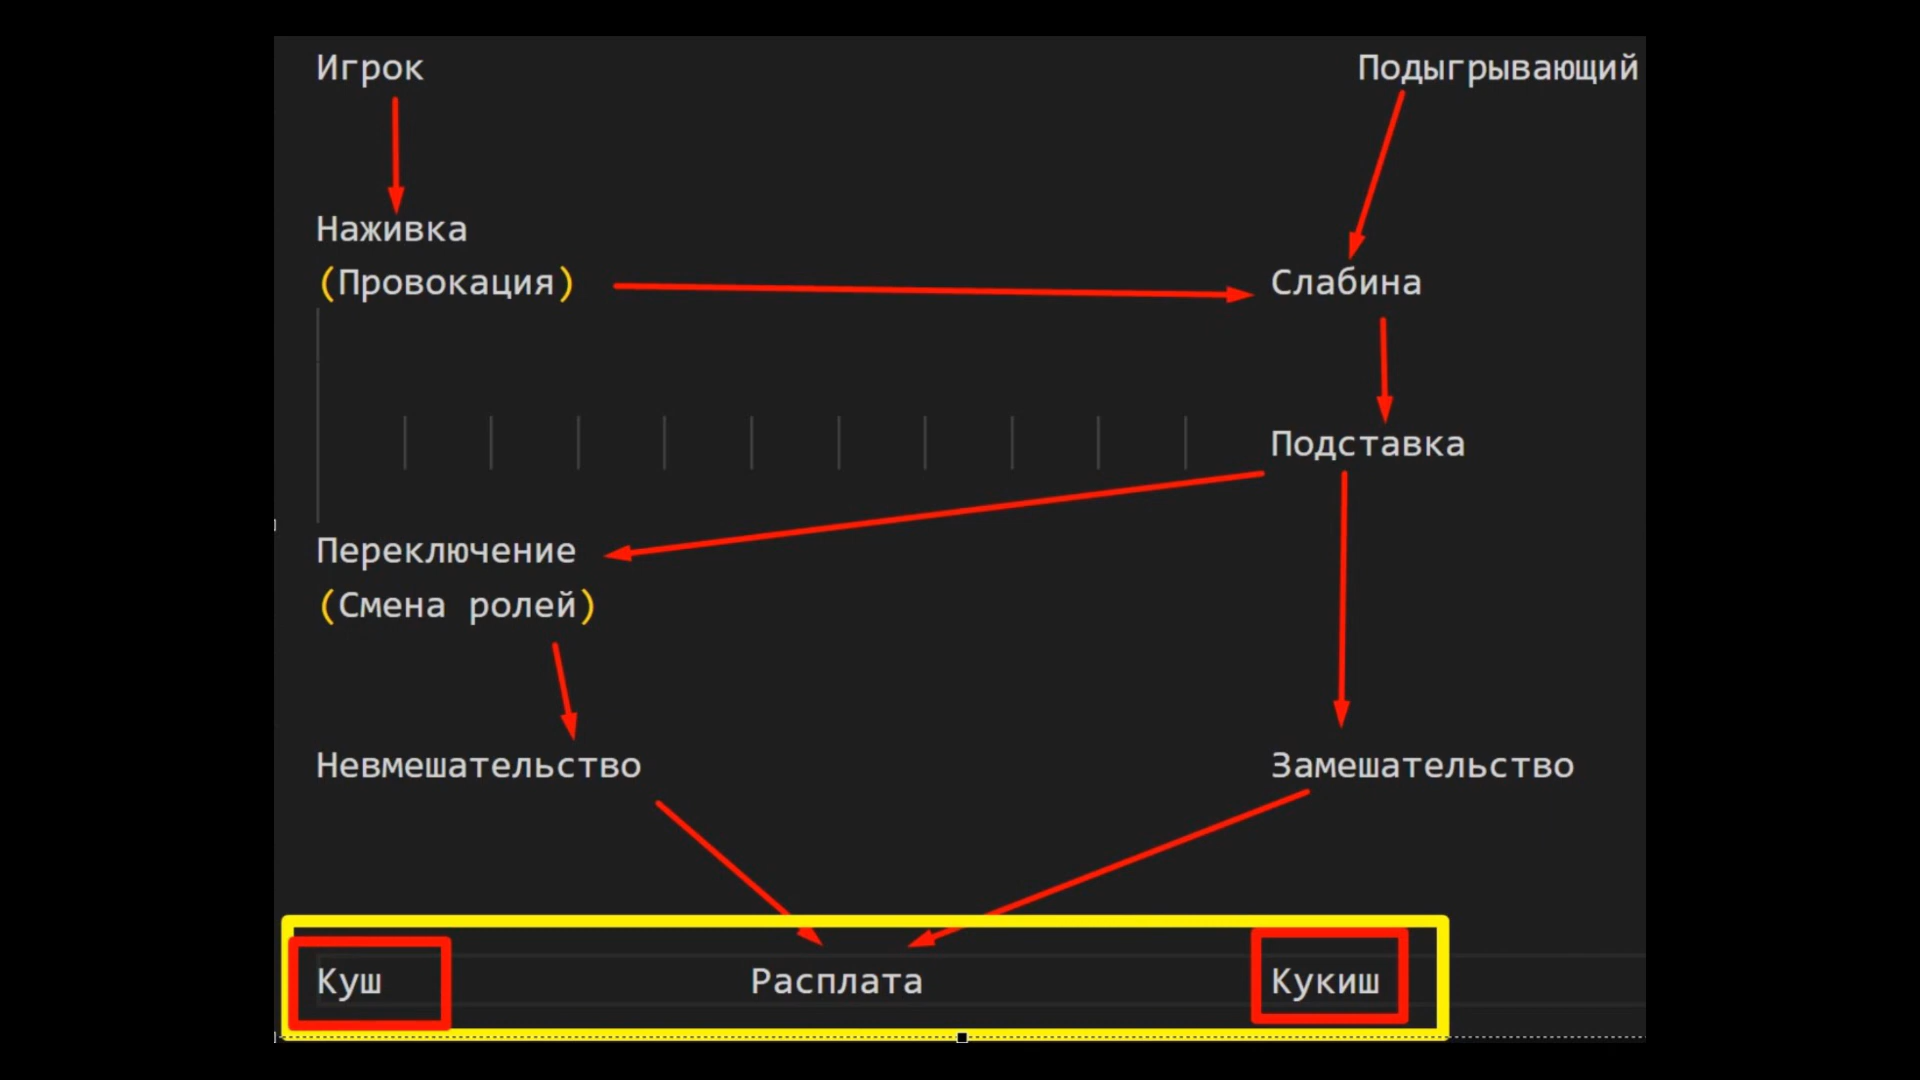 Игрок Подыгрывающий
Наживка
(Провокация) Слабина
Подставка
Переключение
(Смена ролей)
Невмешательство Замешательство
Куш Расплата Кукиш